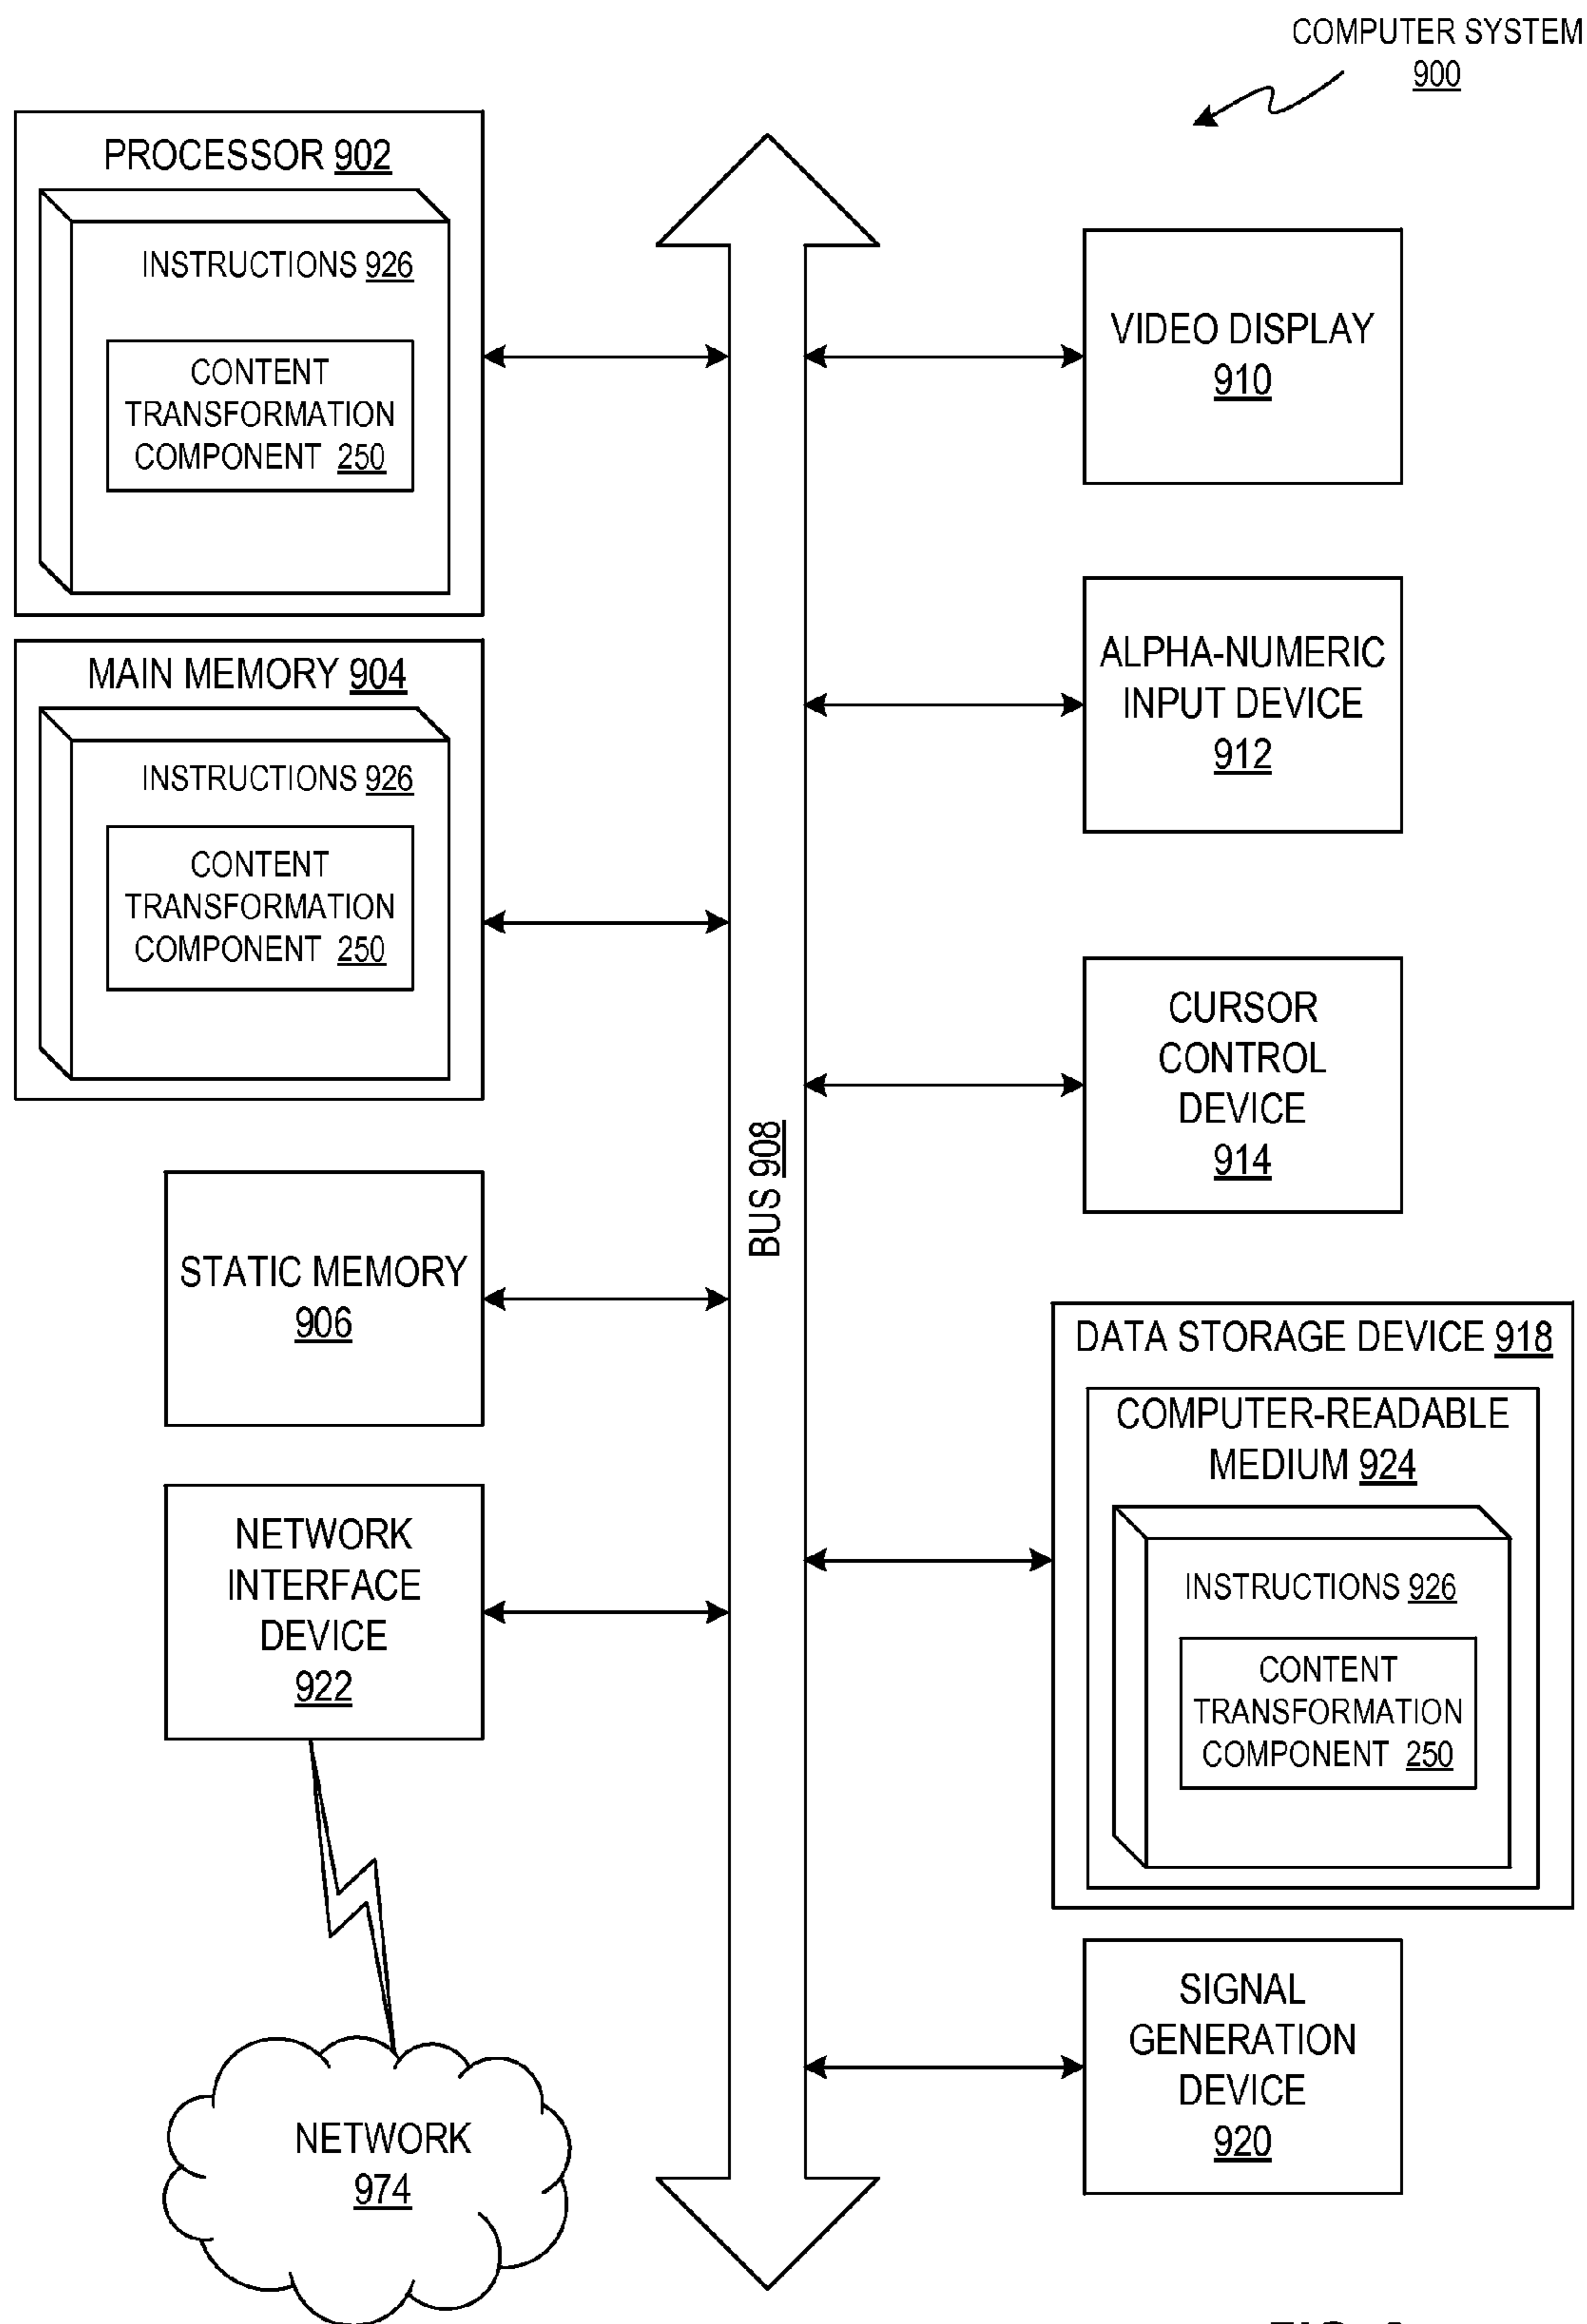 COMPUTER SYSTEM
900
PROCESSOR 902
INSTRUCTIONS 926
CONTENT
TRANSFORMATION
COMPONENT 250
MAIN MEMORY 904
INSTRUCTIONS 926
CONTENT
TRANSFORMATION
COMPONENT 250
STATIC MEMORY
906
NETWORK
INTERFACE
DEVICE
922
NETWORK
974
BUS 908
VIDEO DISPLAY
910
ALPHA-NUMERIC
INPUT DEVICE
912
CURSOR
CONTROL
DEVICE
914
DATA STORAGE DEVICE 918
COMPUTER-READABLE
MEDIUM 924
INSTRUCTIONS 926
CONTENT
TRANSFORMATION
COMPONENT 250
SIGNAL
GENERATION
DEVICE
920